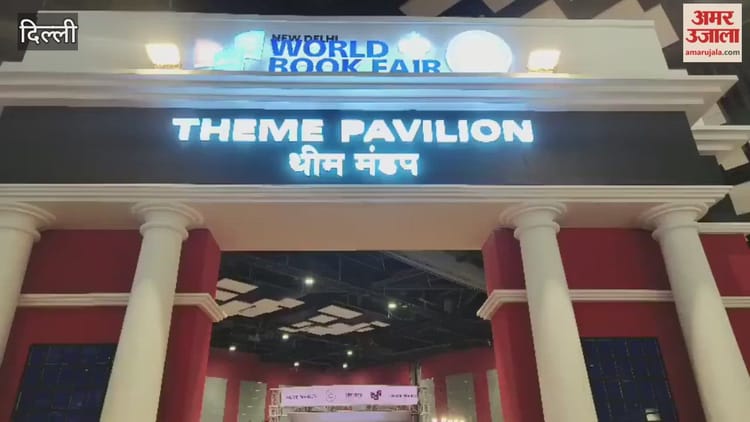 दिल्ली
अमर उजाला
amarujala.com
NEW DELHI
WORLD
BOOK FAIR
THEME PAVILION
थीम मंडप